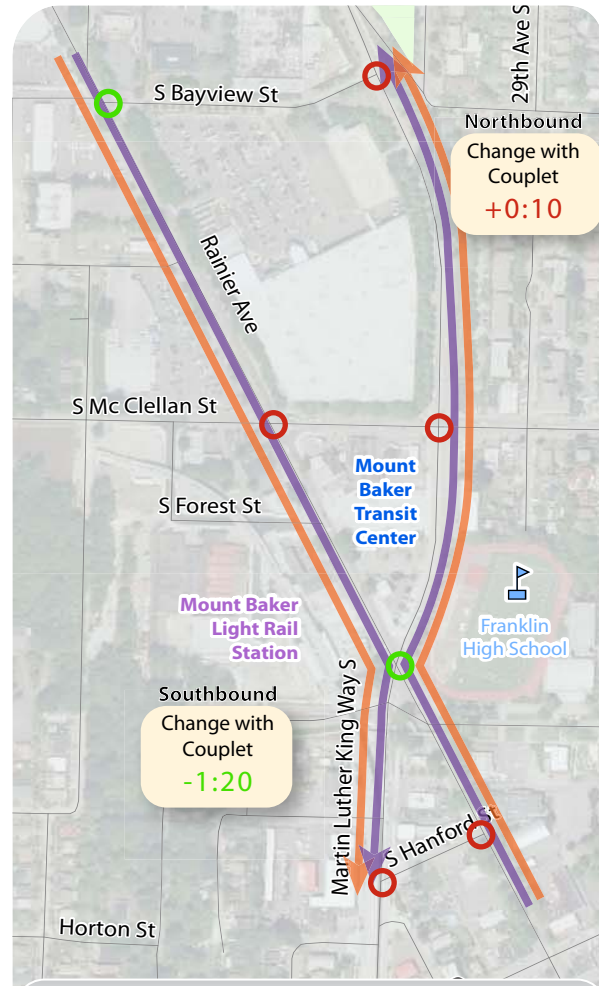 29th Ave S
S Bayview St
Northbound
Change with
Couplet
+0:10
Rainier Ave
S Mc Clellan St
Mount
Baker
Transit
Center
S Forest St
Mount Baker
Light Rail
Station
Franklin
High School
Southbound
Change with
Couplet
-1:20
Martin Luther King Way S
S Hanford St
Horton St